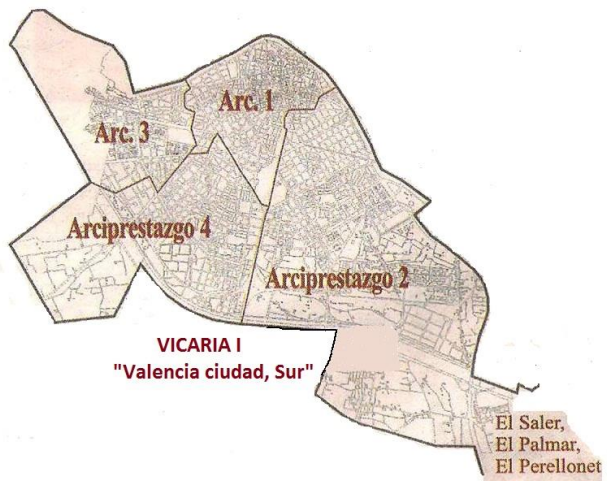 Arc. 1
Arc. 3
Arciprestazgo 4
Arciprestazgo 2
VICARIA I
"Valencia ciudad, Sur"
El Saler,
El Palmar,
El Perellonet